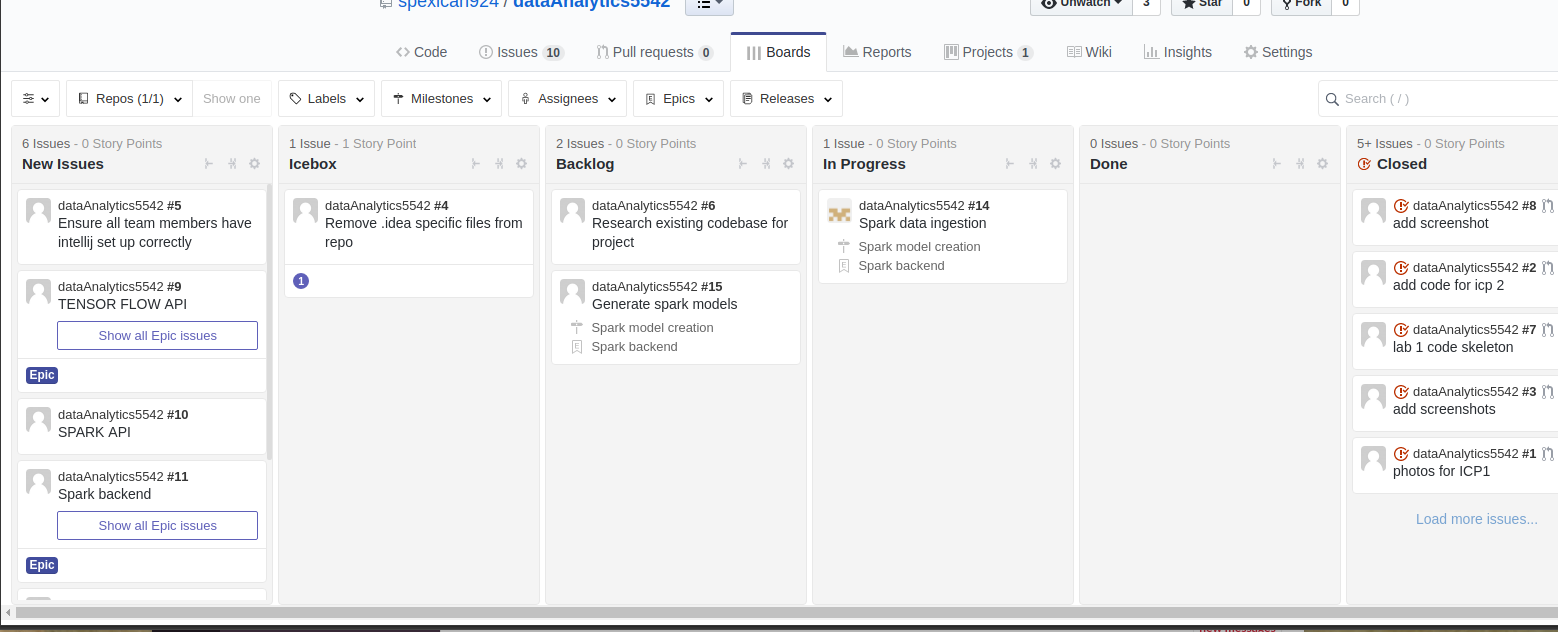 spexican924 / dataAnalytics5542
Unwatch 3 Star 0 Fork 0
Code Issues 10 Pull requests 0 Boards Reports Projects 1 Wiki Insights Settings
Repos (1/1) Show one Labels Milestones Assignees Epics Releases Search ( / )
6 Issues - 0 Story Points
New Issues
dataAnalytics5542 #5
Ensure all team members have
intellij set up correctly
dataAnalytics5542 #9
TENSOR FLOW API
Show all Epic issues
Epic
dataAnalytics5542 #10
SPARK API
dataAnalytics5542 #11
Spark backend
Show all Epic issues
Epic
1 Issue - 1 Story Point
Icebox
dataAnalytics5542 #4
Remove .idea specific files from
repo
1
2 Issues - 0 Story Points
Backlog
dataAnalytics5542 #6
Research existing codebase for
project
dataAnalytics5542 #15
Generate spark models
Spark model creation
E Spark backend
1 Issue - 0 Story Points
In Progress
dataAnalytics5542 #14
Spark data ingestion
Spark model creation
E Spark backend
0 Issues - 0 Story Points
Done
5+ Issues - 0 Story Points
Closed
dataAnalytics5542 #8
add screenshot
dataAnalytics5542 #2
add code for icp 2
dataAnalytics5542 #7
lab 1 code skeleton
dataAnalytics5542 #3
add screenshots
dataAnalytics5542 #1
photos for ICP1
Load more issues...